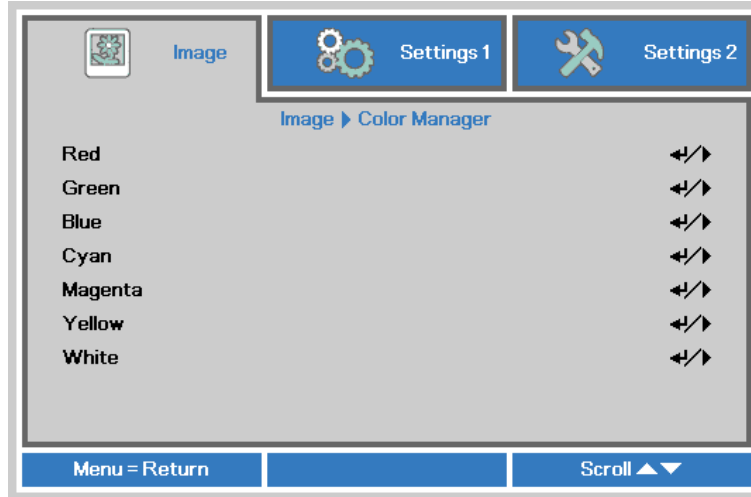 Image Settings 1 Settings 2
Image ▶ Color Manager
Red ↵/▶
Green ↵/▶
Blue ↵/▶
Cyan ↵/▶
Magenta ↵/▶
Yellow ↵/▶
White ↵/▶
Menu = Return Scroll ▲▼